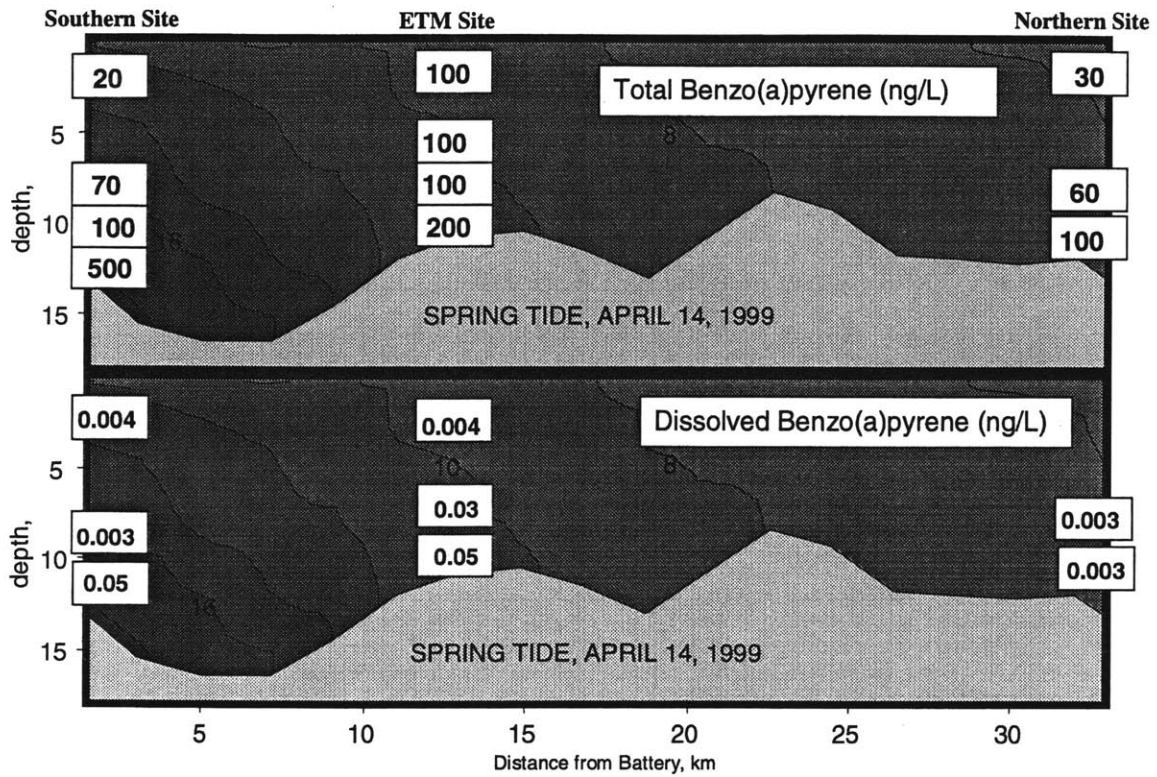 Southern Site ETM Site Northern Site
20 100 30
Total Benzo(a)pyrene (ng/L)
5 100 8
70 100 60
depth, 10 100 200 100
16
500
15 SPRING TIDE, APRIL 14, 1999
0.004 0.004 Dissolved Benzo(a)pyrene (ng/L)
5 10 8
0.03 0.003
0.003
depth, 10 0.05 0.003
0.05
16
15 SPRING TIDE, APRIL 14, 1999
5 10 15 20 25 30
Distance from Battery, km